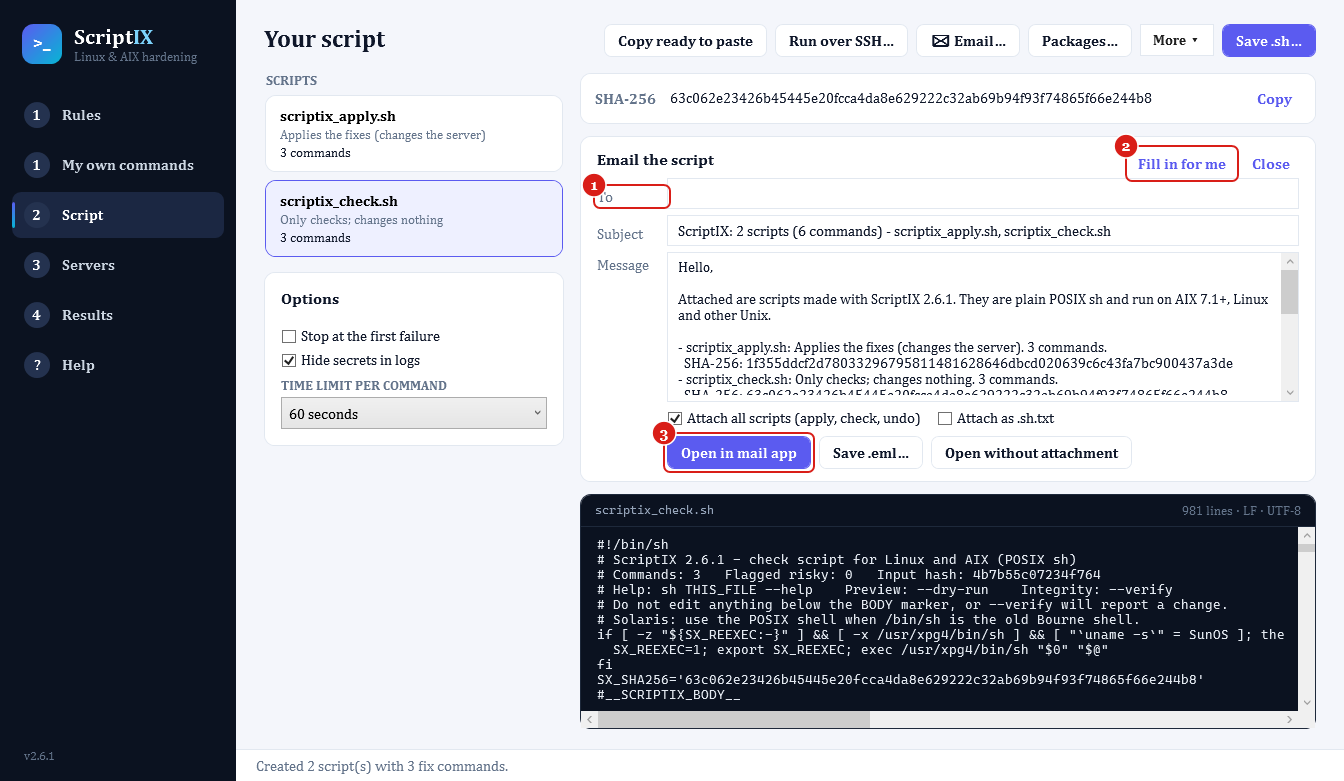 >_
ScriptIX
Linux & AIX hardening
1 Rules
1 My own commands
2 Script
3 Servers
4 Results
? Help
v2.6.1
Your script
Copy ready to paste
Run over SSH…
Email…
Packages…
More ▾
Save .sh…
SCRIPTS
scriptix_apply.sh
Applies the fixes (changes the server)
3 commands
scriptix_check.sh
Only checks; changes nothing
3 commands
Options
Stop at the first failure
Hide secrets in logs
TIME LIMIT PER COMMAND
60 seconds
SHA-256 63c062e23426b45445e20fcca4da8e629222c32ab69b94f93f74865f66e244b8 Copy
Email the script
2
Fill in for me
Close
1
To
Subject ScriptIX: 2 scripts (6 commands) - scriptix_apply.sh, scriptix_check.sh
Message Hello,
Attached are scripts made with ScriptIX 2.6.1. They are plain POSIX sh and run on AIX 7.1+, Linux
and other Unix.
- scriptix_apply.sh: Applies the fixes (changes the server). 3 commands.
SHA-256: 1f355ddcf2d78033296795811481628646dbcd020639c6c43fa7bc900437a3de
- scriptix_check.sh: Only checks; changes nothing. 3 commands.
SHA-256: 63c062e23426b45445e20fcca4da8e629222c32ab69b94f93f74865f66e244b8
Attach all scripts (apply, check, undo)
Attach as .sh.txt
3
Open in mail app
Save .eml…
Open without attachment
scriptix_check.sh
981 lines · LF · UTF-8
#!/bin/sh
# ScriptIX 2.6.1 - check script for Linux and AIX (POSIX sh)
# Commands: 3   Flagged risky: 0   Input hash: 4b7b55c07234f764
# Help: sh THIS_FILE --help    Preview: --dry-run    Integrity: --verify
# Do not edit anything below the BODY marker, or --verify will report a change.
# Solaris: use the POSIX shell when /bin/sh is the old Bourne shell.
if [ -z "${SX_REEXEC:-}" ] && [ -x /usr/xpg4/bin/sh ] && [ "`uname -s`" = SunOS ]; the
  SX_REEXEC=1; export SX_REEXEC; exec /usr/xpg4/bin/sh "$0" "$@"
fi
SX_SHA256='63c062e23426b45445e20fcca4da8e629222c32ab69b94f93f74865f66e244b8'
#__SCRIPTIX_BODY__
Created 2 script(s) with 3 fix commands.